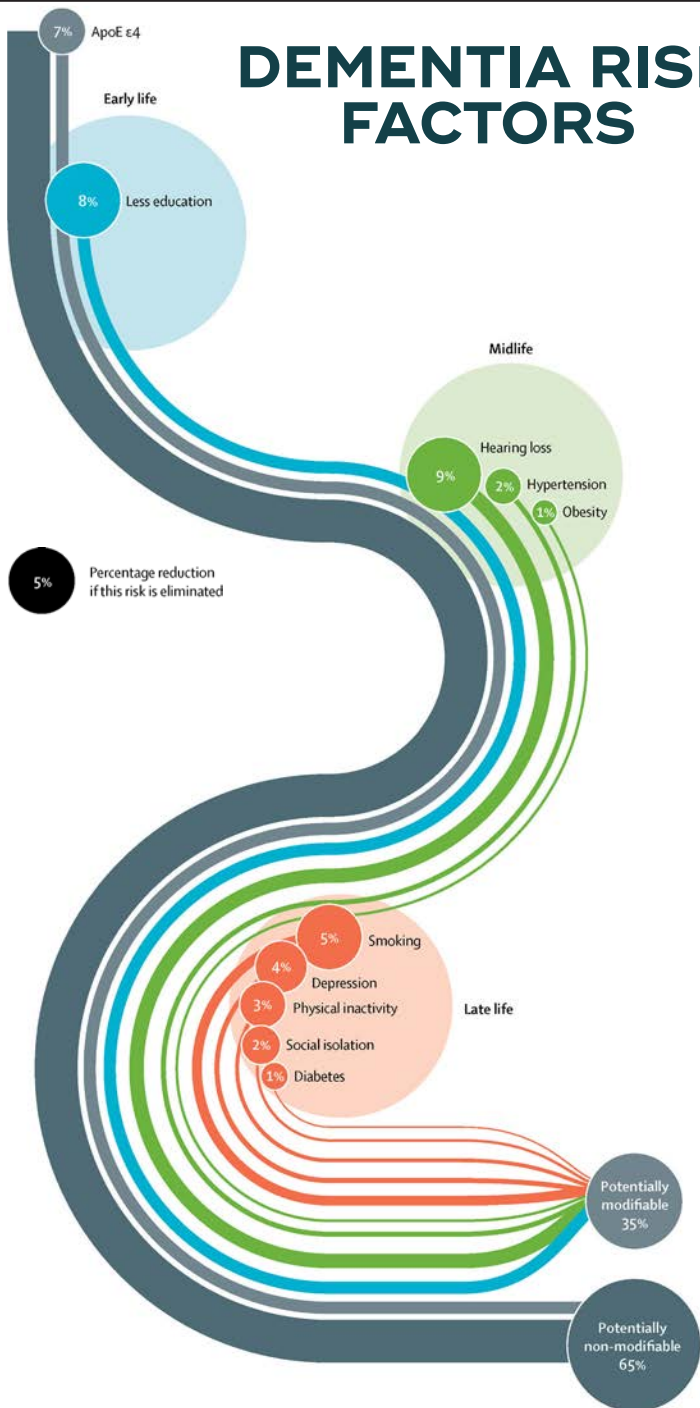 7% ApoE ε4
DEMENTIA RIS
FACTORS
Early life
8% Less education
Midlife
Hearing loss
9%
2% Hypertension
1% Obesity
5%
Percentage reduction
if this risk is eliminated
5% Smoking
4%
Depression
3% Physical inactivity
Late life
2% Social isolation
1% Diabetes
Potentially
modifiable
35%
Potentially
non-modifiable
65%